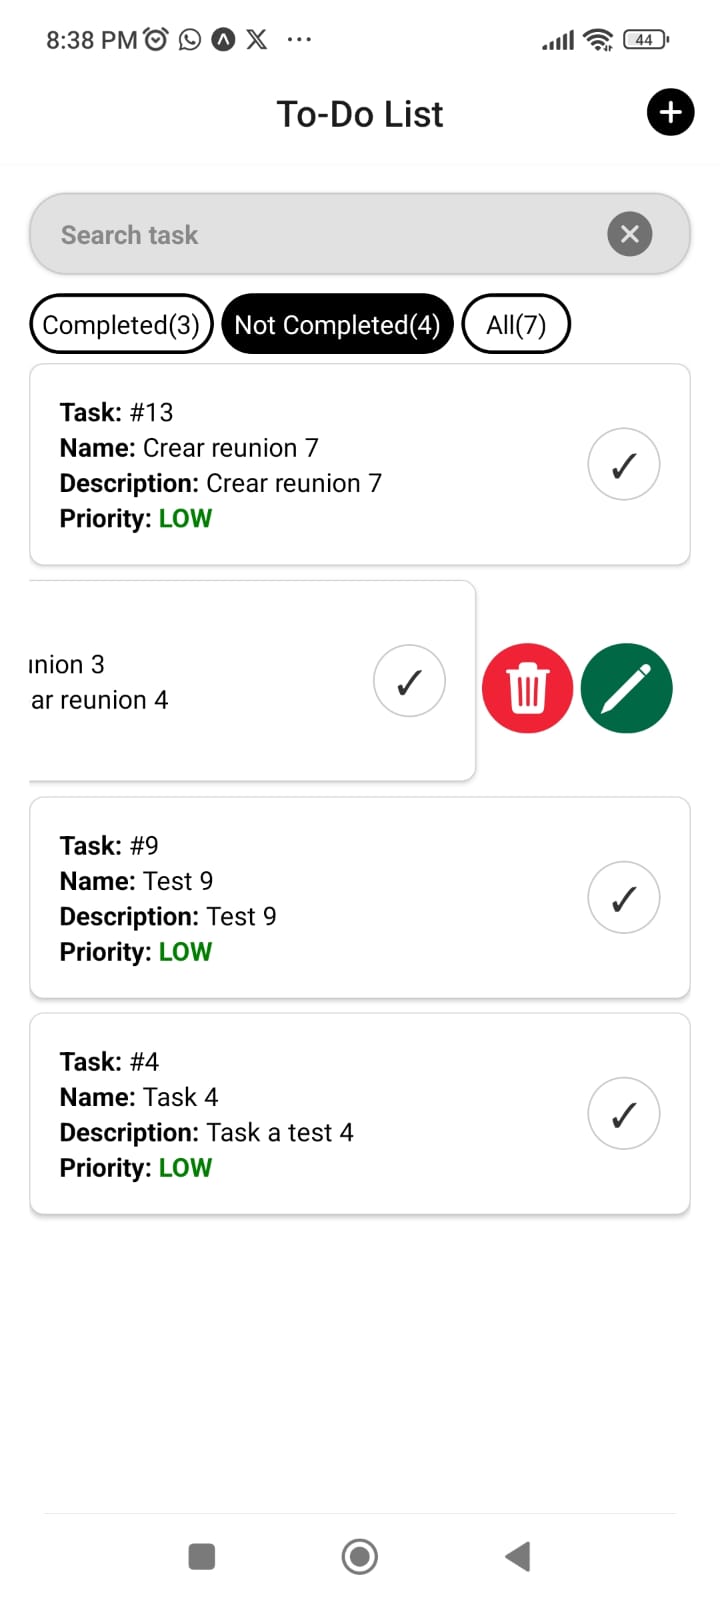 8:38 PM
44
To-Do List
Search task
Completed(3) Not Completed(4) All(7)
Task: #13
Name: Crear reunion 7
Description: Crear reunion 7
Priority: LOW
3
reunion 4
Task: #9
Name: Test 9
Description: Test 9
Priority: LOW
Task: #4
Name: Task 4
Description: Task a test 4
Priority: LOW